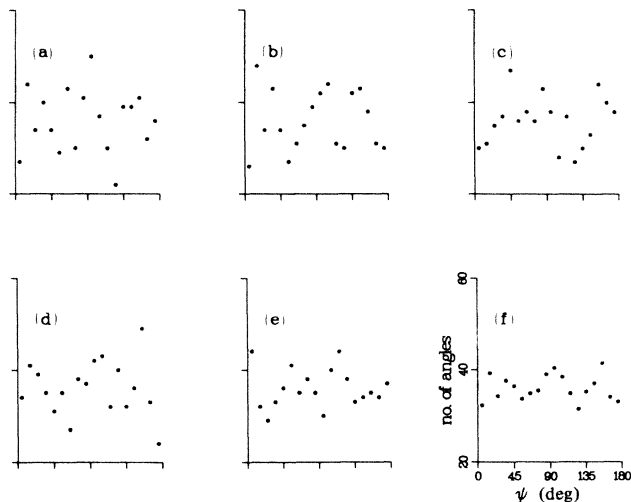 (a)
(b)
(c)
(d)
(e)
(f)
60
40
20
no. of angles
0 45 90 135 180
ψ (deg)